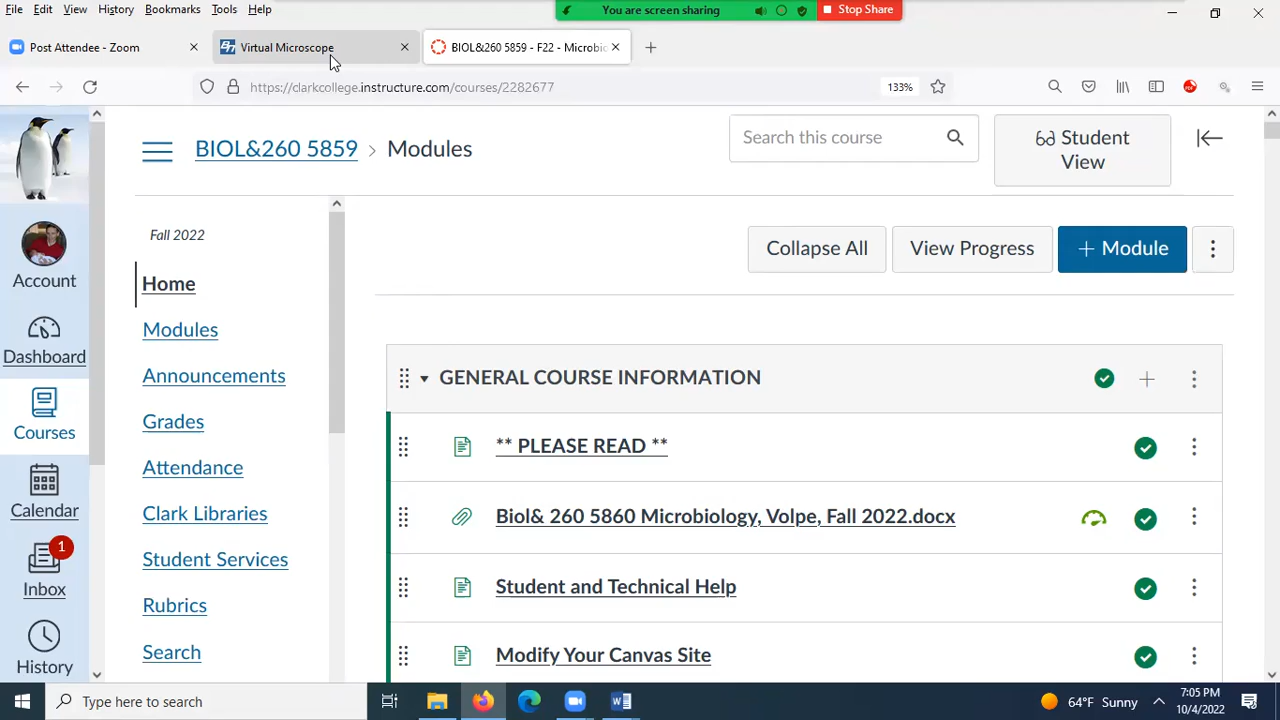 File Edit View History Bookmarks Tools Help
You are screen sharing
Stop Share
Post Attendee - Zoom
Virtual Microscope
BIOL&260 5859 - F22 - Microbio
https://clarkcollege.instructure.com/courses/2282677
133%
BIOL&260 5859 > Modules
Search this course
Student View
Account
Dashboard
Courses
Calendar
1
Inbox
History
Fall 2022
Home
Modules
Announcements
Grades
Attendance
Clark Libraries
Student Services
Rubrics
Search
Collapse All
View Progress
+ Module
GENERAL COURSE INFORMATION
** PLEASE READ **
Biol& 260 5860 Microbiology, Volpe, Fall 2022.docx
Student and Technical Help
Modify Your Canvas Site
Type here to search
64°F Sunny
7:05 PM
10/4/2022